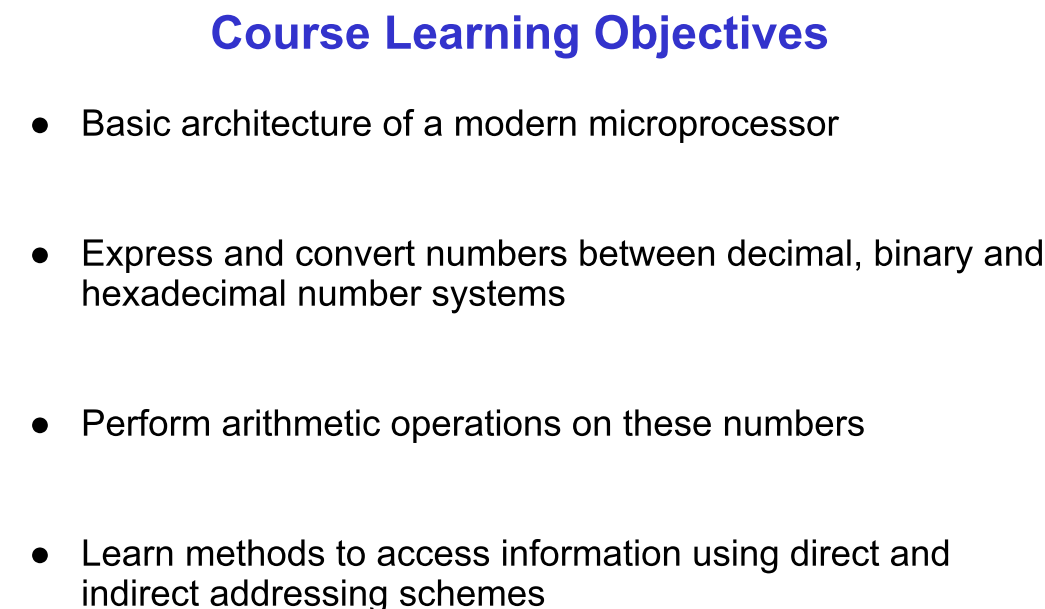 Course Learning Objectives
● Basic architecture of a modern microprocessor
● Express and convert numbers between decimal, binary and
hexadecimal number systems
● Perform arithmetic operations on these numbers
● Learn methods to access information using direct and
indirect addressing schemes